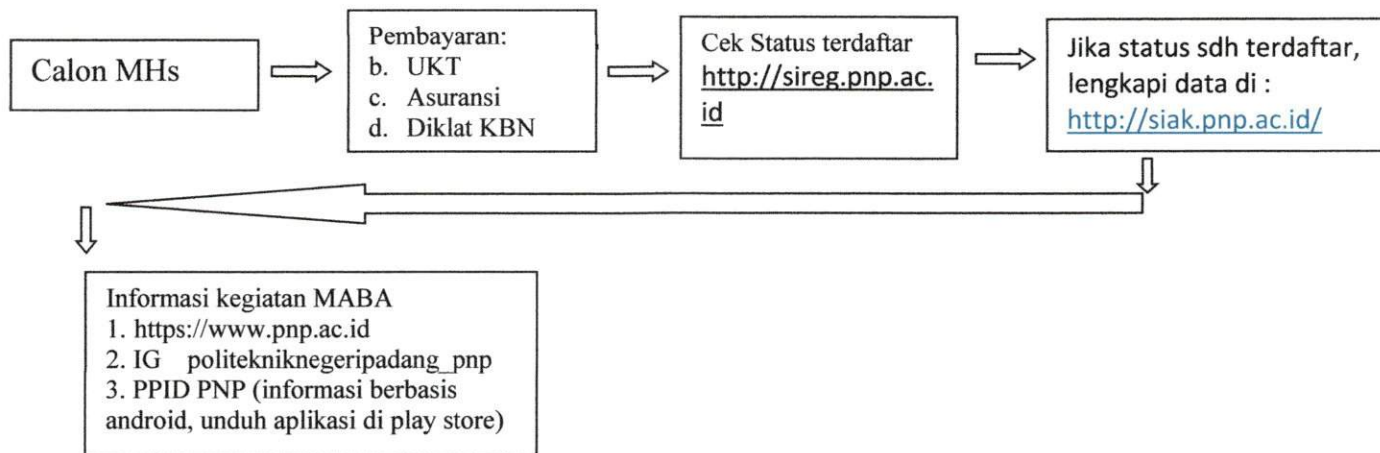 Calon MHs
Pembayaran:
b. UKT
c. Asuransi
d. Diklat KBN
Cek Status terdaftar
http://sireg.pnp.ac.
id
Jika status sdh terdaftar,
lengkapi data di :
http://siak.pnp.ac.id/
Informasi kegiatan MABA
1. https://www.pnp.ac.id
2. IG politekniknegeripadang_pnp
3. PPID PNP (informasi berbasis
android, unduh aplikasi di play store)